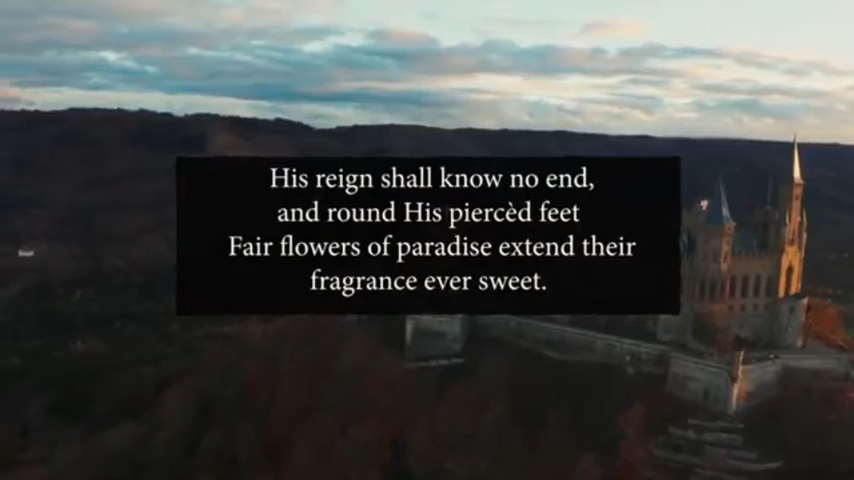 His reign shall know no end,
and round His piercèd feet
Fair flowers of paradise extend their
fragrance ever sweet.